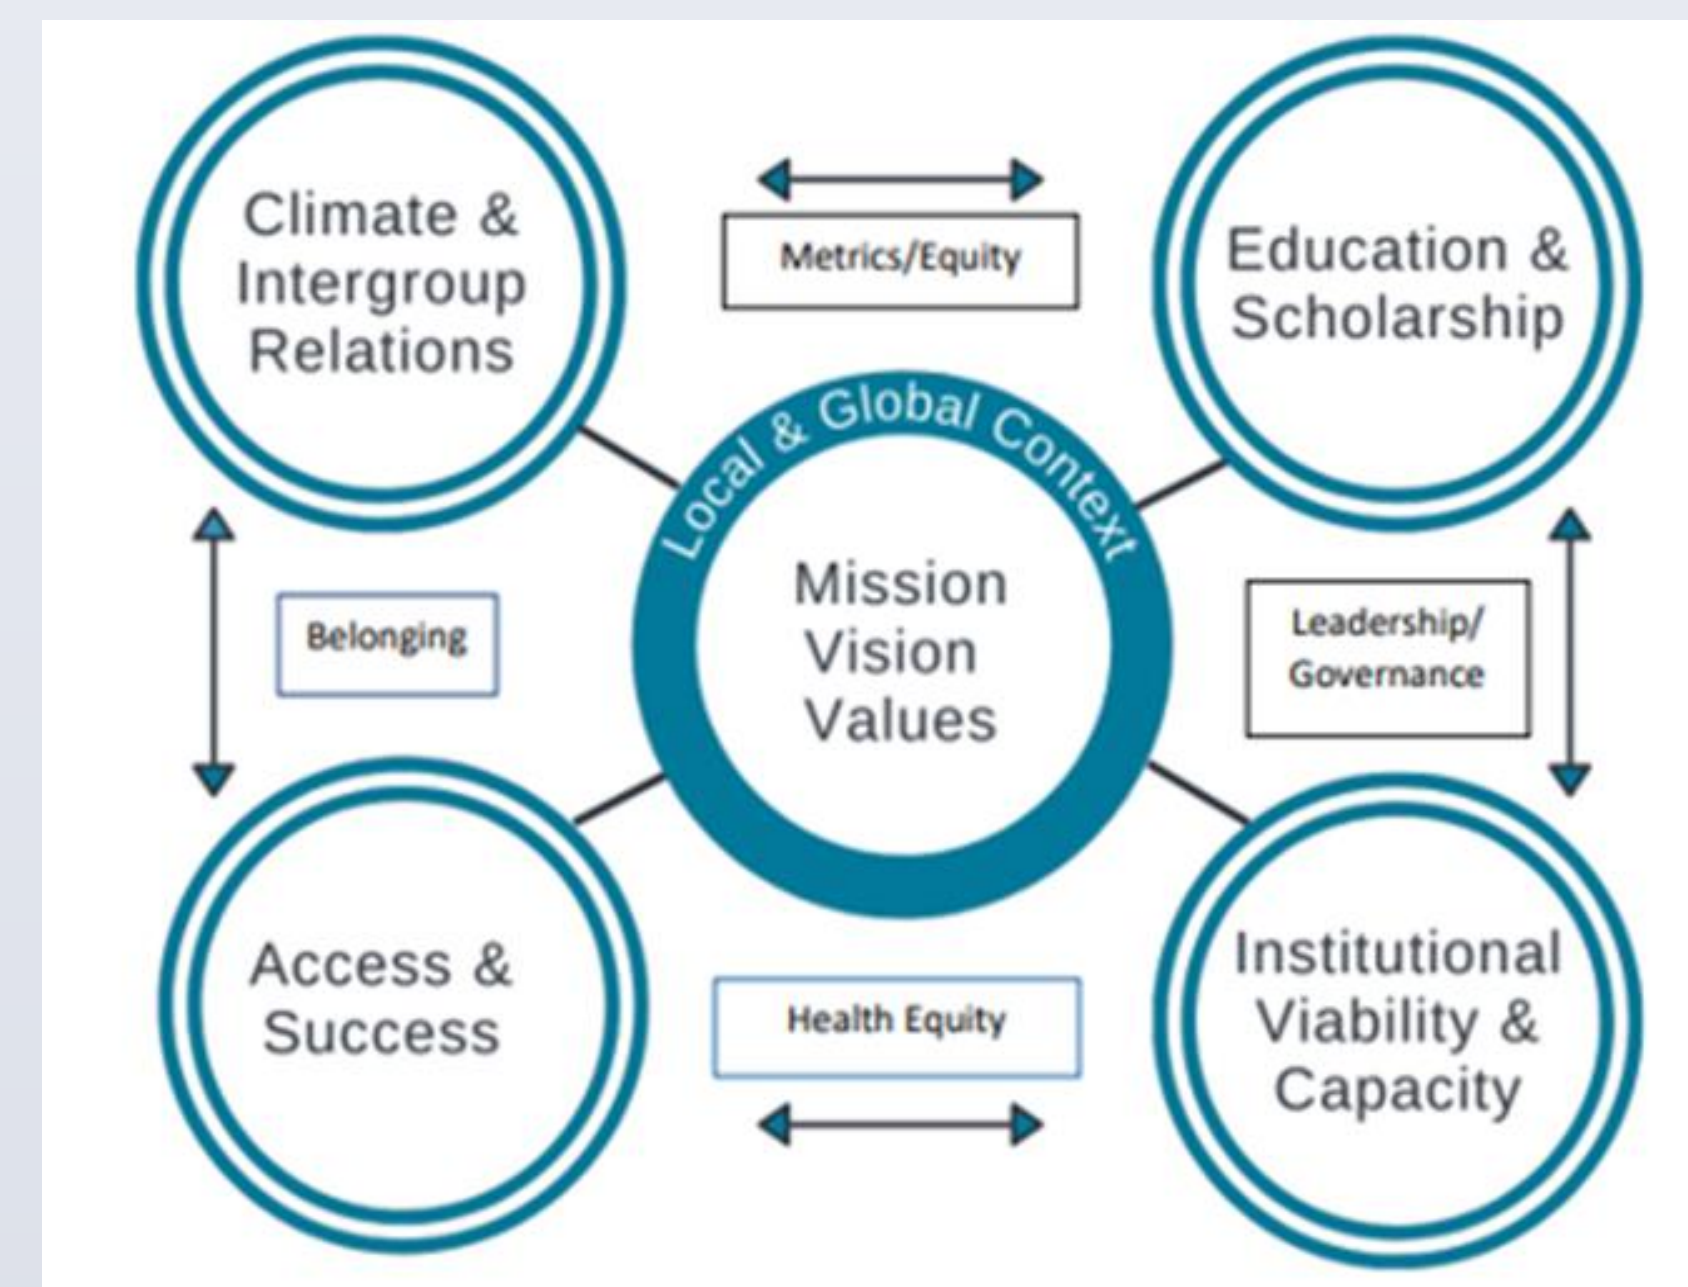 Climate &
Intergroup
Relations
Metrics/Equity
Education &
Scholarship
Local & Global Context
Mission
Vision
Values
Belonging
Leadership/
Governance
Access &
Success
Health Equity
Institutional
Viability &
Capacity